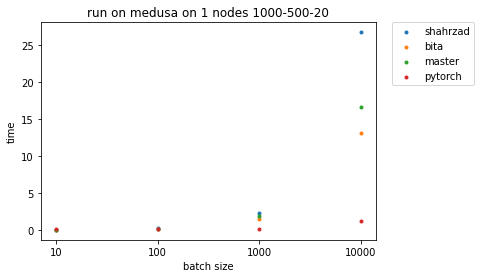 run on medusa on 1 nodes 1000-500-20
shahrzad
bita
master
pytorch
time
25
20
15
10
5
0
10
100
1000
10000
batch size